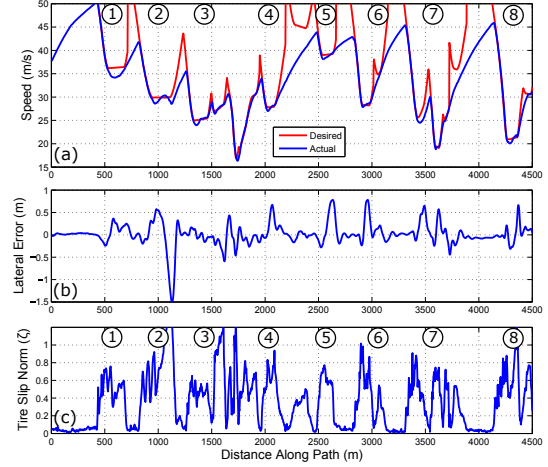 50
45
40
35
30
25
20
15
Speed (m/s)
1 2 3 4 5 6 7 8
Desired
Actual
(a)
0 500 1000 1500 2000 2500 3000 3500 4000 4500
1
0.5
0
−0.5
−1
−1.5
Lateral Error (m)
(b)
0 500 1000 1500 2000 2500 3000 3500 4000 4500
1
0.8
0.6
0.4
0.2
0
Tire Slip Norm (ζ)
1 2 3 4 5 6 7 8
(c)
0 500 1000 1500 2000 2500 3000 3500 4000 4500
Distance Along Path (m)